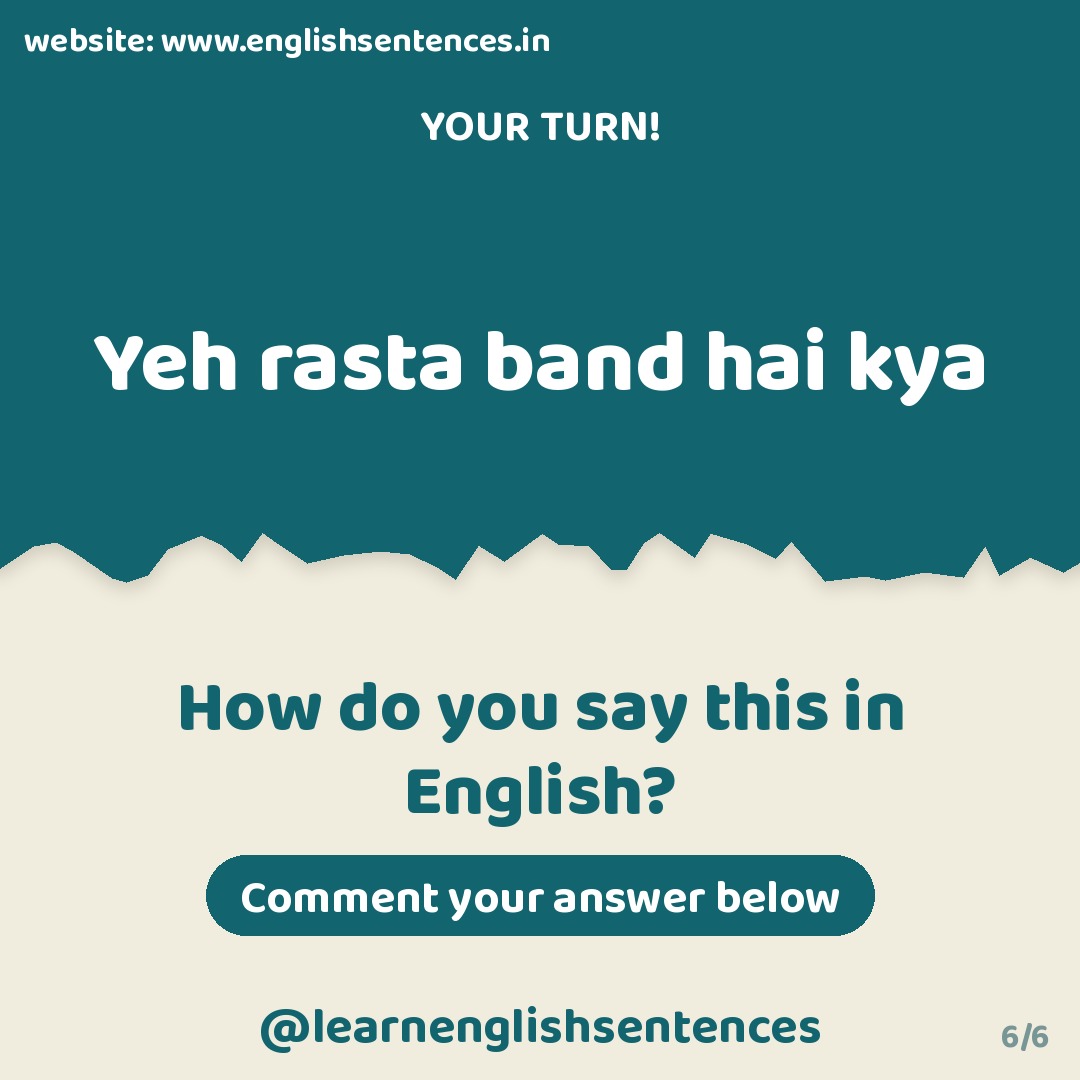 website: www.englishsentences.in
YOUR TURN!
Yeh rasta band hai kya
How do you say this in
English?
Comment your answer below
@learnenglishsentences
6/6